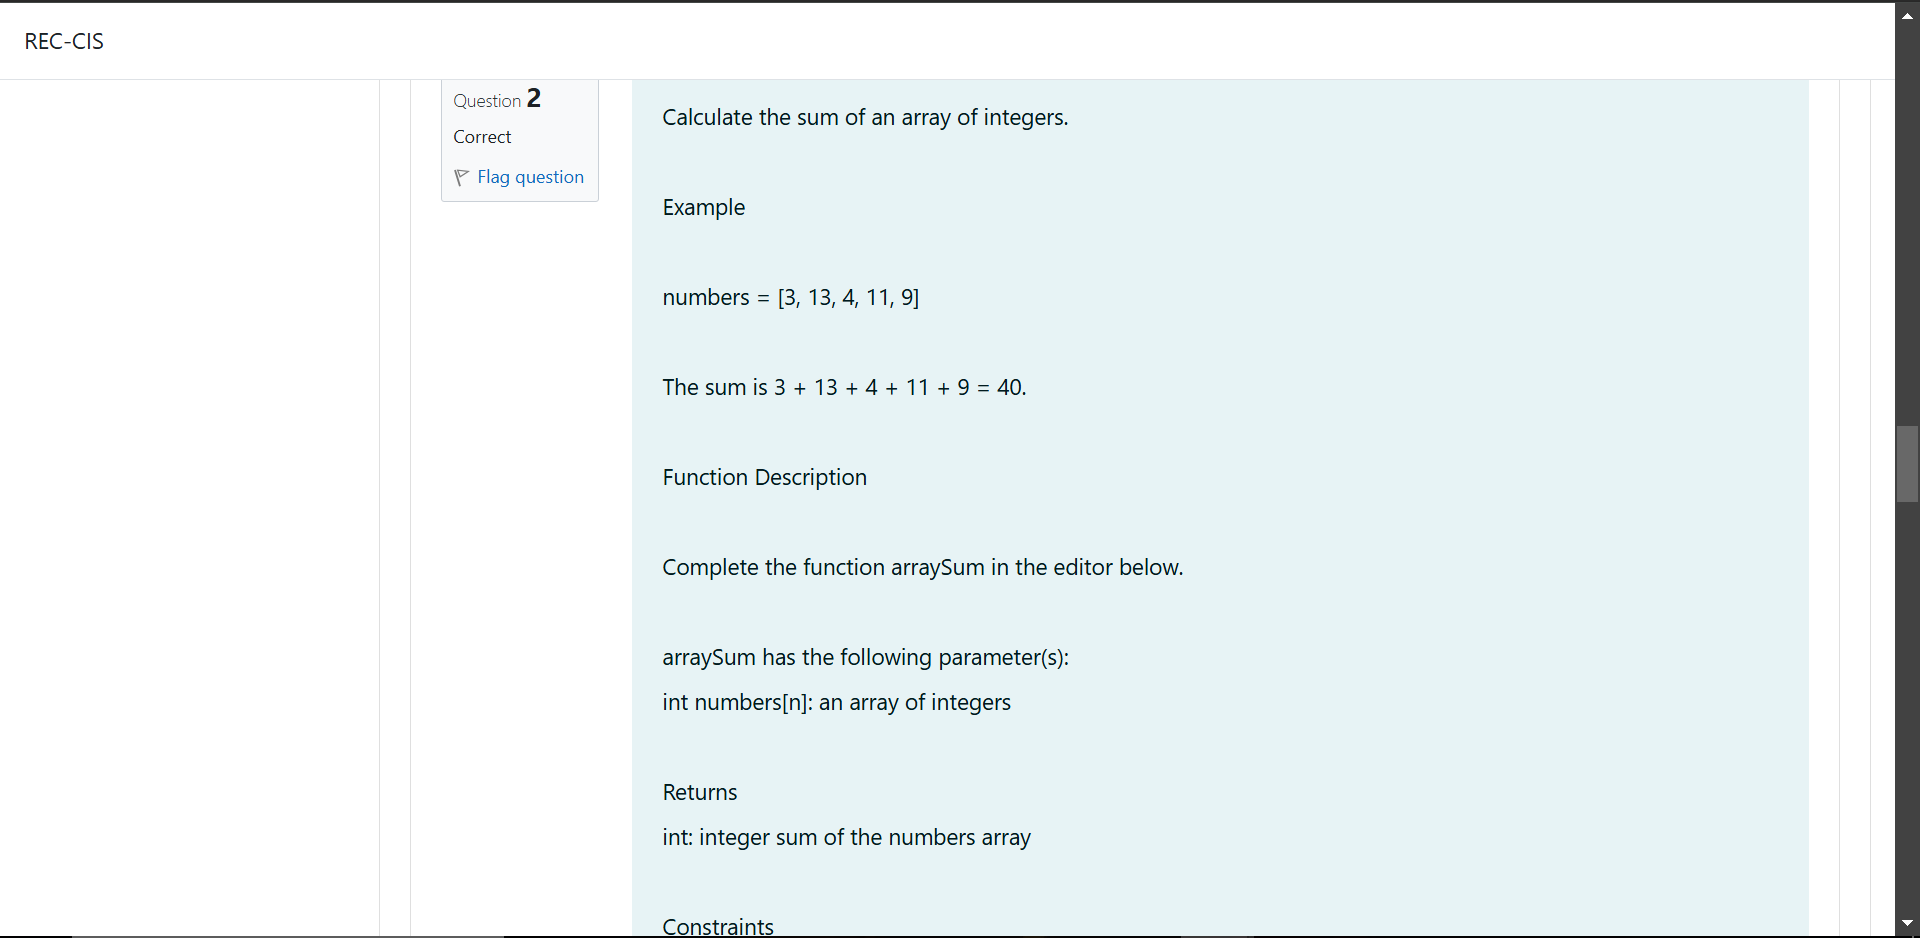 REC-CIS
Question 2
Correct
Flag question
Calculate the sum of an array of integers.
Example
numbers = [3, 13, 4, 11, 9]
The sum is 3 + 13 + 4 + 11 + 9 = 40.
Function Description
Complete the function arraySum in the editor below.
arraySum has the following parameter(s):
int numbers[n]: an array of integers
Returns
int: integer sum of the numbers array
Constraints